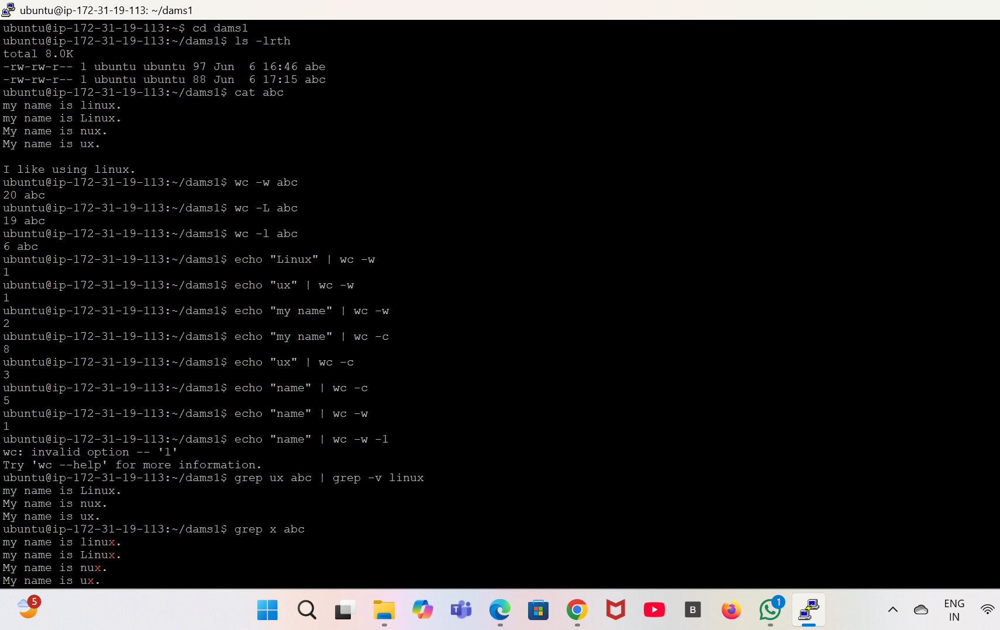 ubuntu@ip-172-31-19-113: ~/dams1
ubuntu@ip-172-31-19-113:~$ cd dams1
ubuntu@ip-172-31-19-113:~/dams1$ ls -lrth
total 8.0K
-rw-rw-r-- 1 ubuntu ubuntu 97 Jun  6 16:46 abe
-rw-rw-r-- 1 ubuntu ubuntu 88 Jun  6 17:15 abc
ubuntu@ip-172-31-19-113:~/dams1$ cat abc
my name is linux.
my name is Linux.
My name is nux.
My name is ux.

I like using linux.
ubuntu@ip-172-31-19-113:~/dams1$ wc -w abc
20 abc
ubuntu@ip-172-31-19-113:~/dams1$ wc -L abc
19 abc
ubuntu@ip-172-31-19-113:~/dams1$ wc -l abc
6 abc
ubuntu@ip-172-31-19-113:~/dams1$ echo "Linux" | wc -w
1
ubuntu@ip-172-31-19-113:~/dams1$ echo "ux" | wc -w
1
ubuntu@ip-172-31-19-113:~/dams1$ echo "my name" | wc -w
2
ubuntu@ip-172-31-19-113:~/dams1$ echo "my name" | wc -c
8
ubuntu@ip-172-31-19-113:~/dams1$ echo "ux" | wc -c
3
ubuntu@ip-172-31-19-113:~/dams1$ echo "name" | wc -c
5
ubuntu@ip-172-31-19-113:~/dams1$ echo "name" | wc -w
1
ubuntu@ip-172-31-19-113:~/dams1$ echo "name" | wc -w -1
wc: invalid option -- '1'
Try 'wc --help' for more information.
ubuntu@ip-172-31-19-113:~/dams1$ grep ux abc | grep -v linux
my name is Linux.
My name is nux.
My name is ux.
ubuntu@ip-172-31-19-113:~/dams1$ grep x abc
my name is linux.
my name is Linux.
My name is nux.
My name is ux.
5
T
B
1
ENG
IN